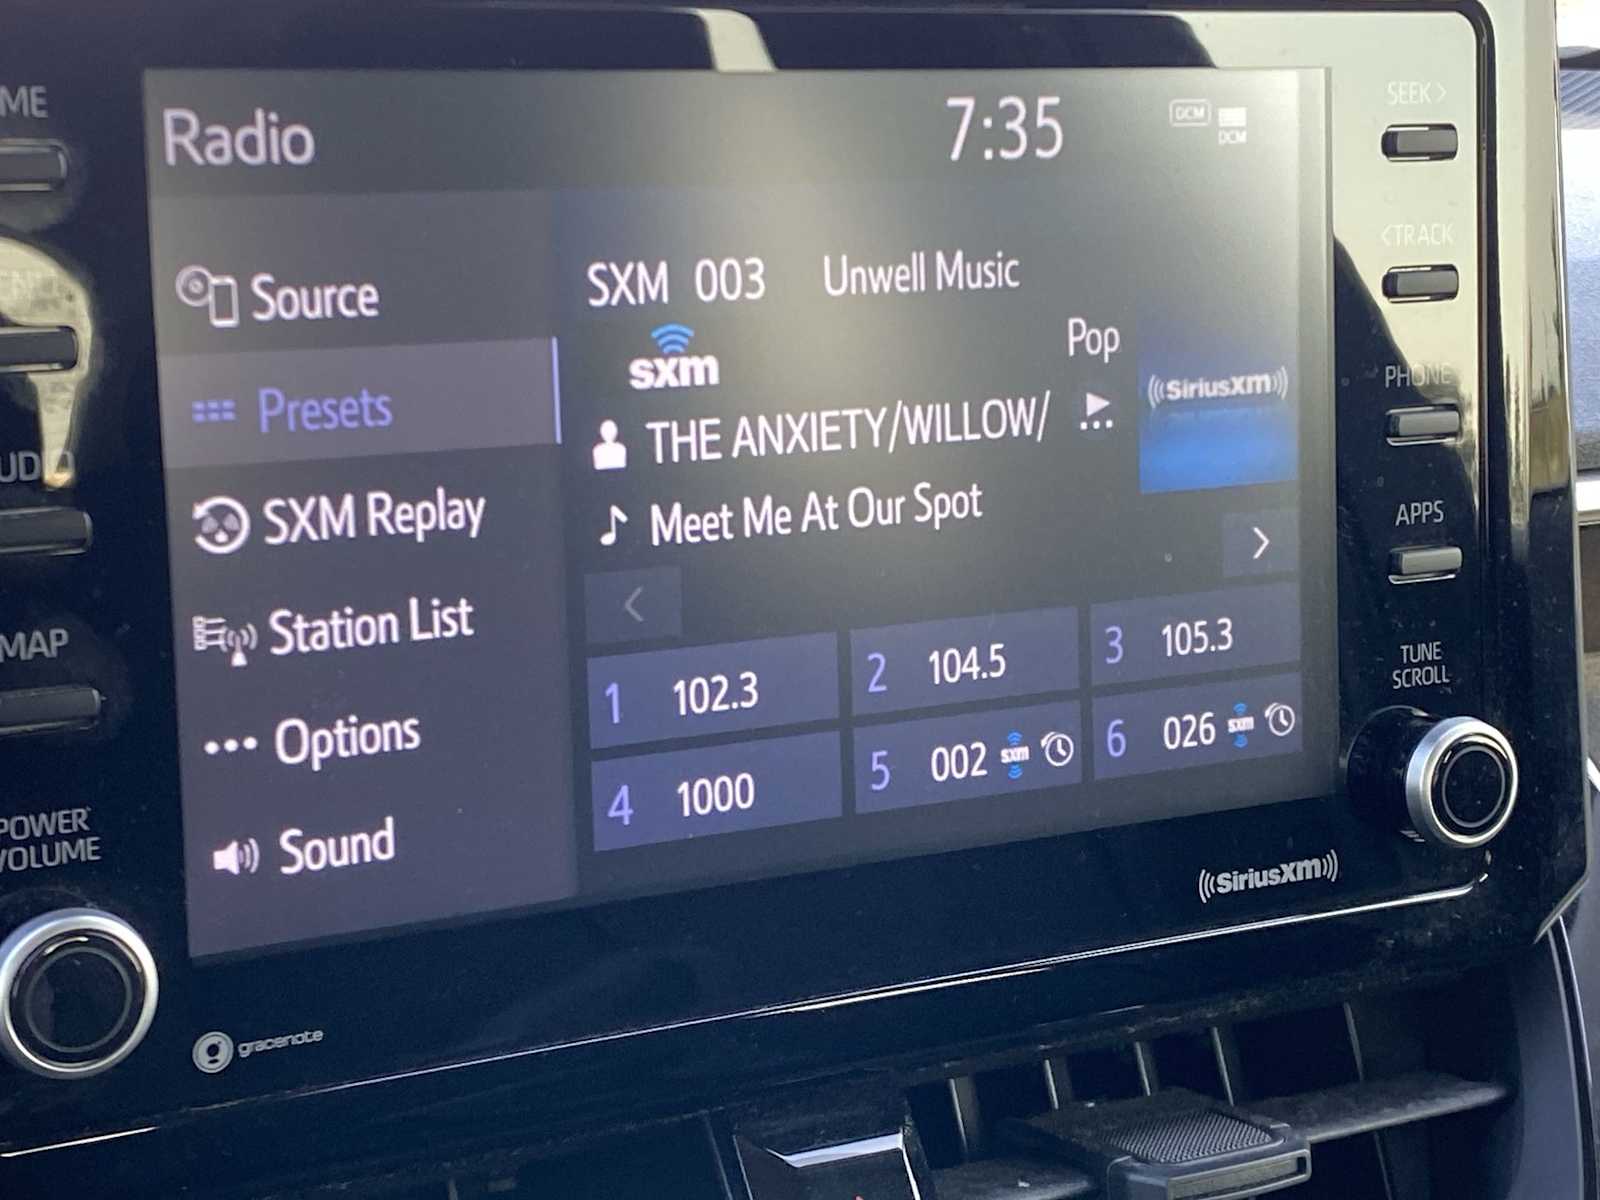 Radio
7:35
DCM
DCM
Source
Presets
SXM Replay
Station List
Options
Sound
SXM 003 Unwell Music
sxm
Pop
THE ANXIETY/WILLOW/
Meet Me At Our Spot
((SiriusXM))
<
>
1 102.3
2 104.5
3 105.3
4 1000
5 002 sxm
6 026 sxm
((SiriusXM))
gracenote
ME
UDIO
MAP
POWER
VOLUME
SEEK >
< TRACK
PHONE
APPS
TUNE
SCROLL